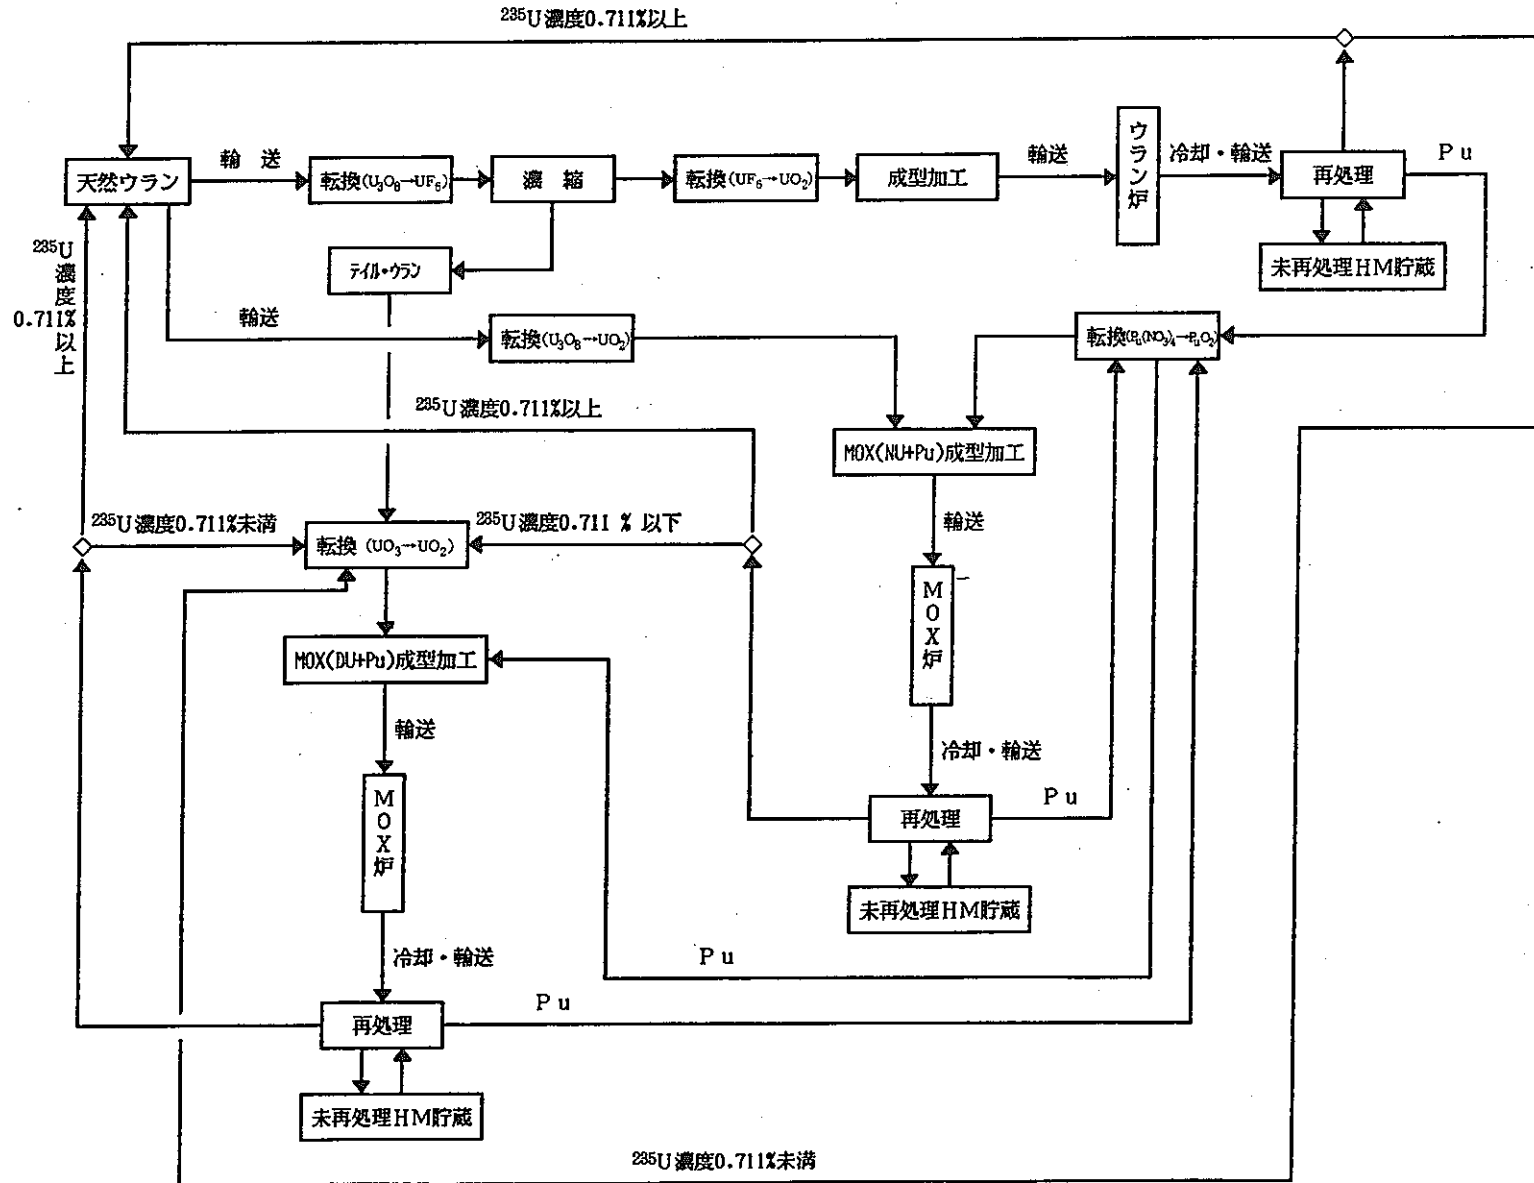 ²³⁵U濃度0.711%以上
天然ウラン
輸 送
転換(U₃O₈→UF₆)
濃 縮
転換(UF₆→UO₂)
成型加工
輸送
ウラン炉
冷却・輸送
再処理
Pu
未再処理HM貯蔵
テイル・ウラン
²³⁵U
濃度
0.711%
以上
輸送
転換(U₃O₈→UO₂)
転換(Pu(NO₃)₄→PuO₂)
²³⁵U濃度0.711%以上
MOX(NU+Pu)成型加工
²³⁵U濃度0.711%未満
転換 (UO₃→UO₂)
²³⁵U濃度0.711 % 以下
輸送
MOX炉
MOX(DU+Pu)成型加工
輸送
冷却・輸送
MOX炉
再処理
Pu
未再処理HM貯蔵
冷却・輸送
Pu
再処理
Pu
未再処理HM貯蔵
²³⁵U濃度0.711%未満